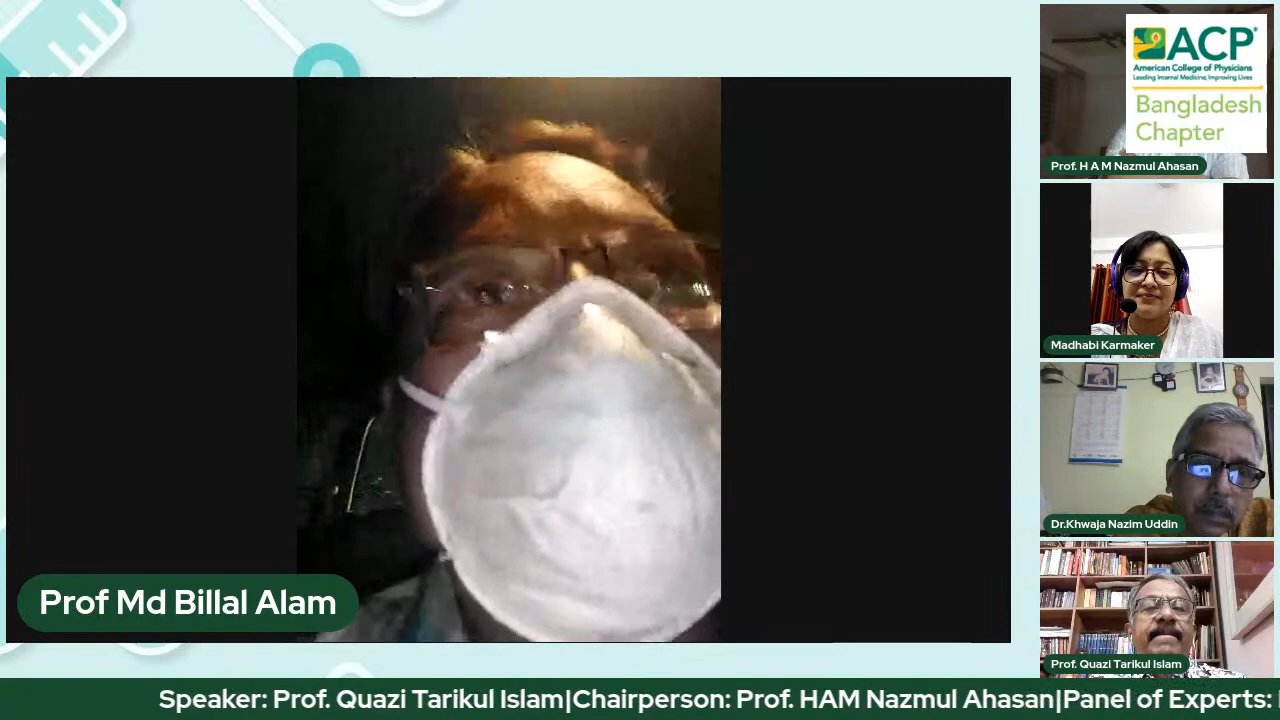 ACP
American College of Physicians
Leading Internal Medicine, Improving Lives
Bangladesh
Chapter
Prof. H A M Nazmul Ahasan
Madhabi Karmaker
Dr.Khwaja Nazim Uddin
Prof Md Billal Alam
Prof. Quazi Tarikul Islam
Speaker: Prof. Quazi Tarikul Islam|Chairperson: Prof. HAM Nazmul Ahasan|Panel of Experts: